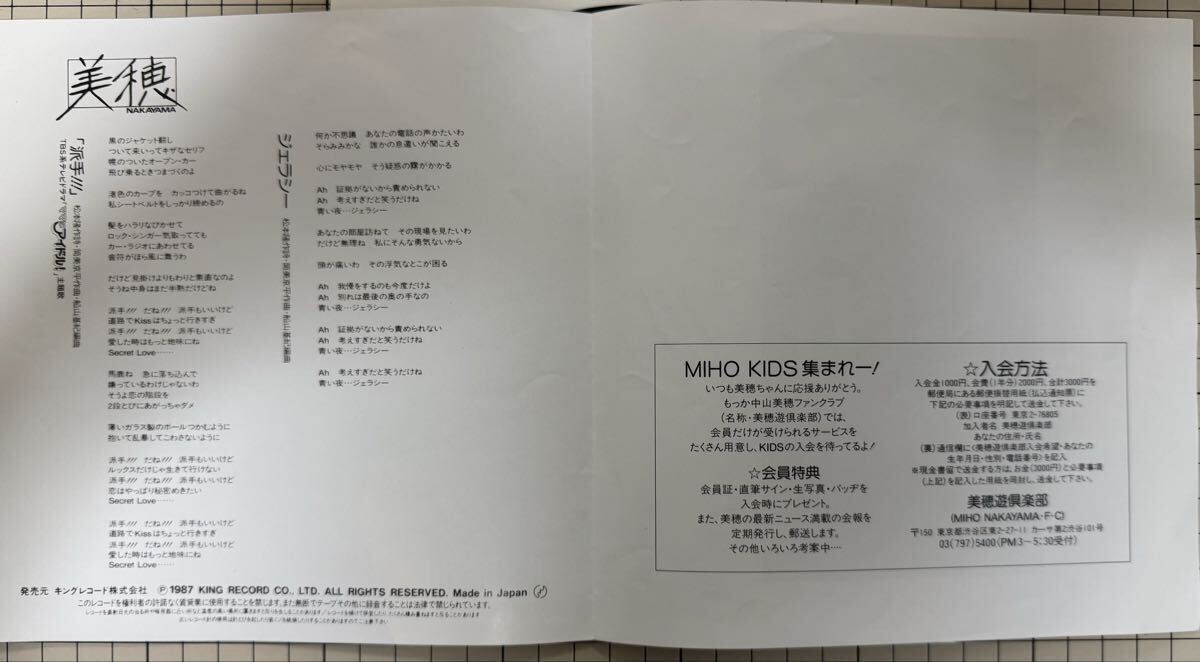 美穂
NAKAYAMA
「派手!!!」
松本隆作詩・筒美京平作曲・船山基紀編曲
TBS系テレビドラマ「ママはアイドル!」主題歌
黒のジャケット翻し
ついて来いってキザなセリフ
幌のついたオープン・カー
飛び乗るときつまづくのよ
渚色のカーブを カッコつけて曲がるね
私シートベルトをしっかり締めるの
髪をハラリなびかせて
ロック・シンガー気取ってても
カー・ラジオにあわせてる
音符がほら風に舞うわ
だけど見掛けよりもわりと素直なのよ
そうね中身はまだ半熟だけどね
派手!!! だね!!! 派手もいいけど
道路でKissはちょっと行きすぎ
派手!!! だね!!! 派手もいいけど
愛した時はもっと地味にね
Secret Love……
馬鹿ね 急に落ち込んで
嫌っているわけじゃないわ
そうよ恋の階段を
2段とびにあがっちゃダメ
薄いガラス製のボールつかむように
抱いて乱暴してこわさないように
派手!!! だね!!! 派手もいいけど
ルックスだけじゃ生きて行けない
派手!!! だね!!! 派手もいいけど
恋はやっぱり秘密めきたい
Secret Love……
派手!!! だね!!! 派手もいいけど
道路でKissはちょっと行きすぎ
派手!!! だね!!! 派手もいいけど
愛した時はもっと地味にね
Secret Love……
ジェラシー
松本隆作詩・筒美京平作曲・船山基紀編曲
何か不思議 あなたの電話の声かたいわ
そらみみかな 誰かの息遣いが聞こえる
心にモヤモヤ そう疑惑の霧がかかる
Ah 証拠がないから責められない
Ah 考えすぎだと笑うだけね
青い夜…ジェラシー
あなたの部屋訪ねて その現場を見たいわ
だけど無理ね 私にそんな勇気ないから
頭が痛いわ その浮気なとこが困る
Ah 我慢をするのも今度だけよ
Ah 別れは最後の奥の手なの
青い夜…ジェラシー
Ah 証拠がないから責められない
Ah 考えすぎだと笑うだけね
青い夜…ジェラシー
Ah 考えすぎだと笑うだけね
青い夜…ジェラシー
発売元 キングレコード株式会社 Ⓟ1987 KING RECORD CO., LTD. ALL RIGHTS RESERVED. Made in Japan
このレコードを権利者の許諾なく賃貸業に使用することを禁じます。また無断でテープその他に録音することは法律で禁じられています。
MIHO KIDS 集まれー!
いつも美穂ちゃんに応援ありがとう。
もっか中山美穂ファンクラブ
(名称・美穂遊倶楽部)では、
会員だけが受けられるサービスを
たくさん用意し、KIDSの入会を待ってるよ!
☆会員特典
会員証・直筆サイン・生写真・バッヂを
入会時にプレゼント。
また、美穂の最新ニュース満載の会報を
定期発行し、郵送します。
その他いろいろ考案中…
☆入会方法
入会金1000円、会費(1年分)2000円、合計3000円を
郵便局にある郵便振替用紙(払込通知票)に
下記の必要事項を明記して送金して下さい。
(表)口座番号 東京2-76805
加入者名 美穂遊倶楽部
あなたの住所・氏名
(裏)通信欄に《美穂遊倶楽部入会希望・あなたの
生年月日・性別・電話番号》を記入
※現金書留で送金する方は、お金(3000円)と必要事項
(上記)を記入した用紙を同封し、送金して下さい。
美穂遊倶楽部
(MIHO NAKAYAMA・F・C)
〒150 東京都渋谷区東2-27-11 カーサ第2渋谷101号
03(797)5400(PM3～5:30受付)